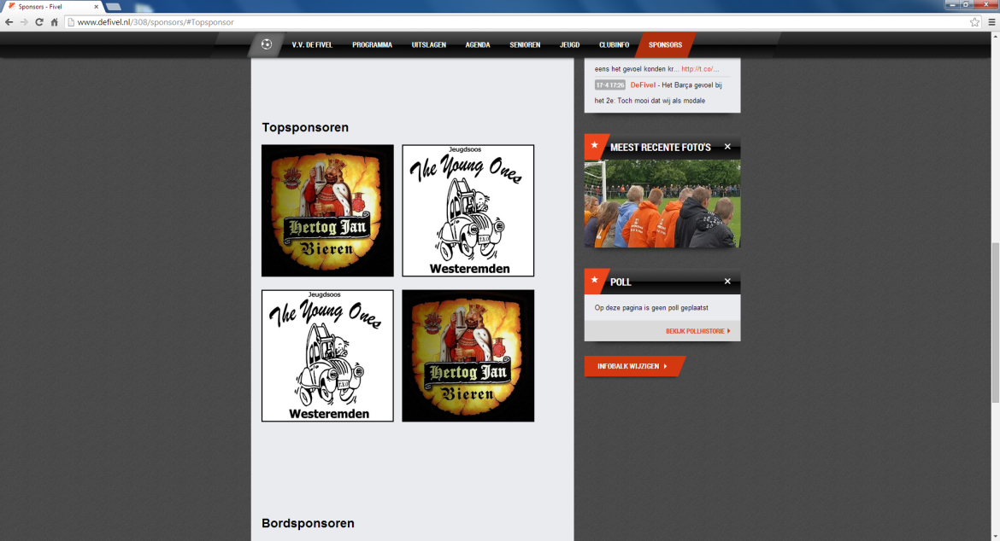 Sponsors - Fivel
www.defivel.nl/308/sponsors/#Topsponsor
V.V. DE FIVEL PROGRAMMA UITSLAGEN AGENDA SENIOREN JEUGD CLUBINFO SPONSORS
eens het gevoel konden kr... http://t.co/...
17-4 17:26 DeFivel - Het Barça gevoel bij
het 2e: Toch mooi dat wij als modale
Topsponsoren
Hertog Jan
Bieren
Jeugdsoos
The Young Ones
Westeremden
Jeugdsoos
The Young Ones
Westeremden
Hertog Jan
Bieren
MEEST RECENTE FOTO'S
POLL
Op deze pagina is geen poll geplaatst
BEKIJK POLLHISTORIE
INFOBALK WIJZIGEN
Bordsponsoren